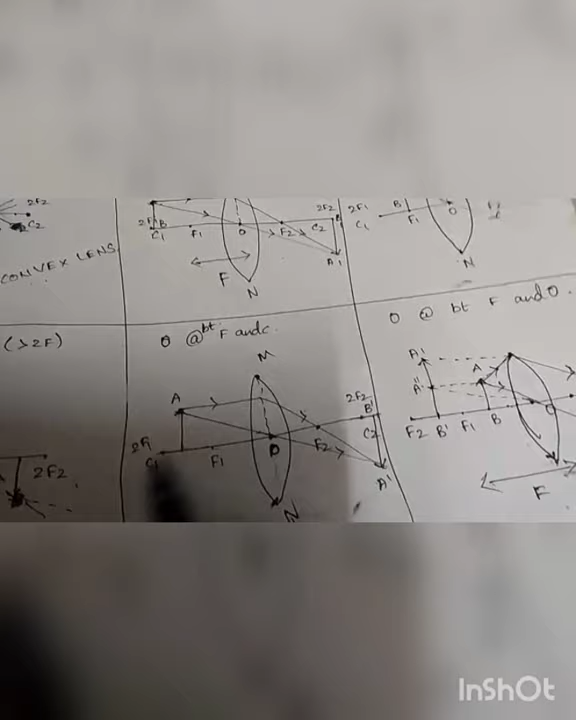 2F2
C2
CONVEX LENS
(>2F)
2F2
2F1 B
C1 F1 O F2 C2 2F2
A1
F
N
O @ bt F and C.
M
A
2F1
C1 F1 O F2 2F2 B'
C2
A'
N
2F1 B
C1 F1 O
N
O @ bt F and O.
A'
A" A
F2 B' F1 B O
F
InShOt